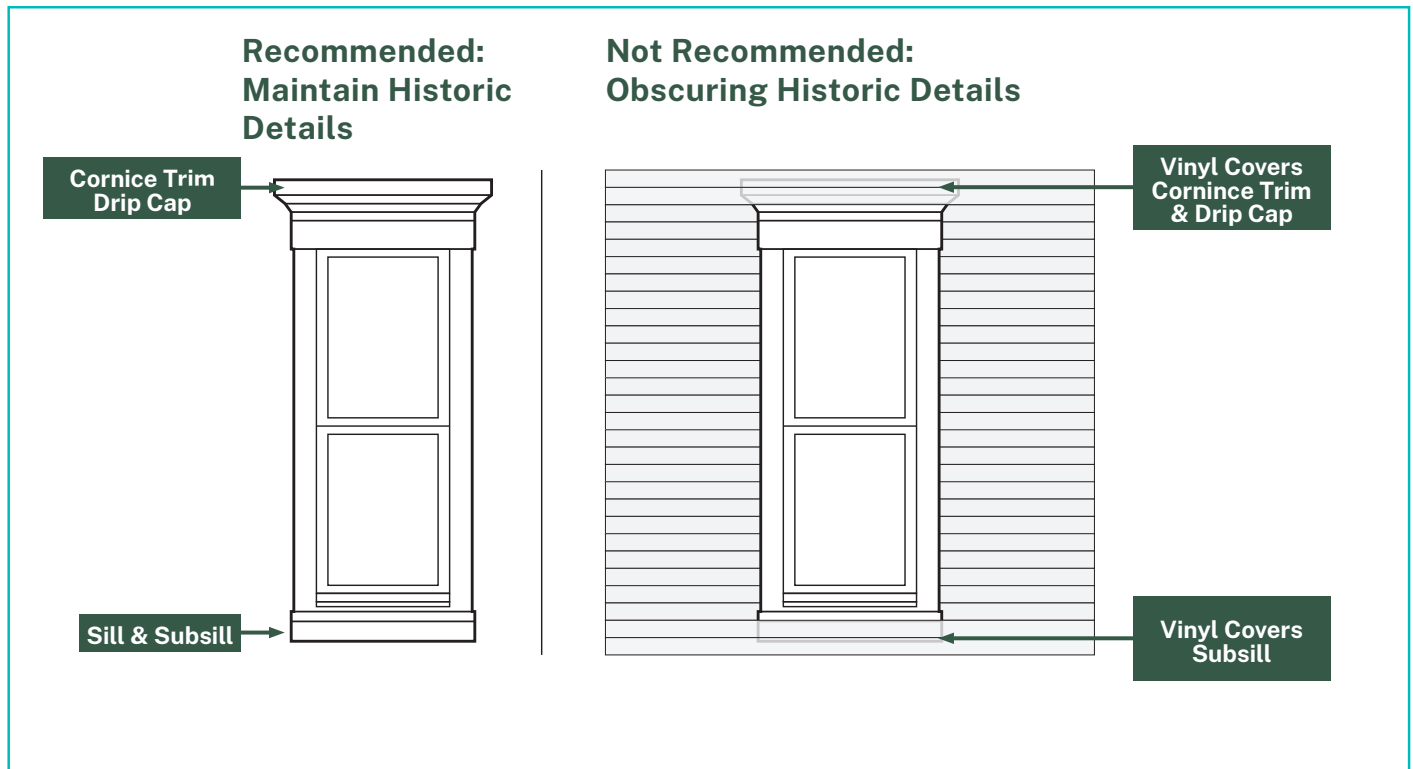 Recommended:
Maintain Historic
Details
Not Recommended:
Obscuring Historic Details
Cornice Trim
Drip Cap
Vinyl Covers
Cornince Trim
& Drip Cap
Sill & Subsill
Vinyl Covers
Subsill